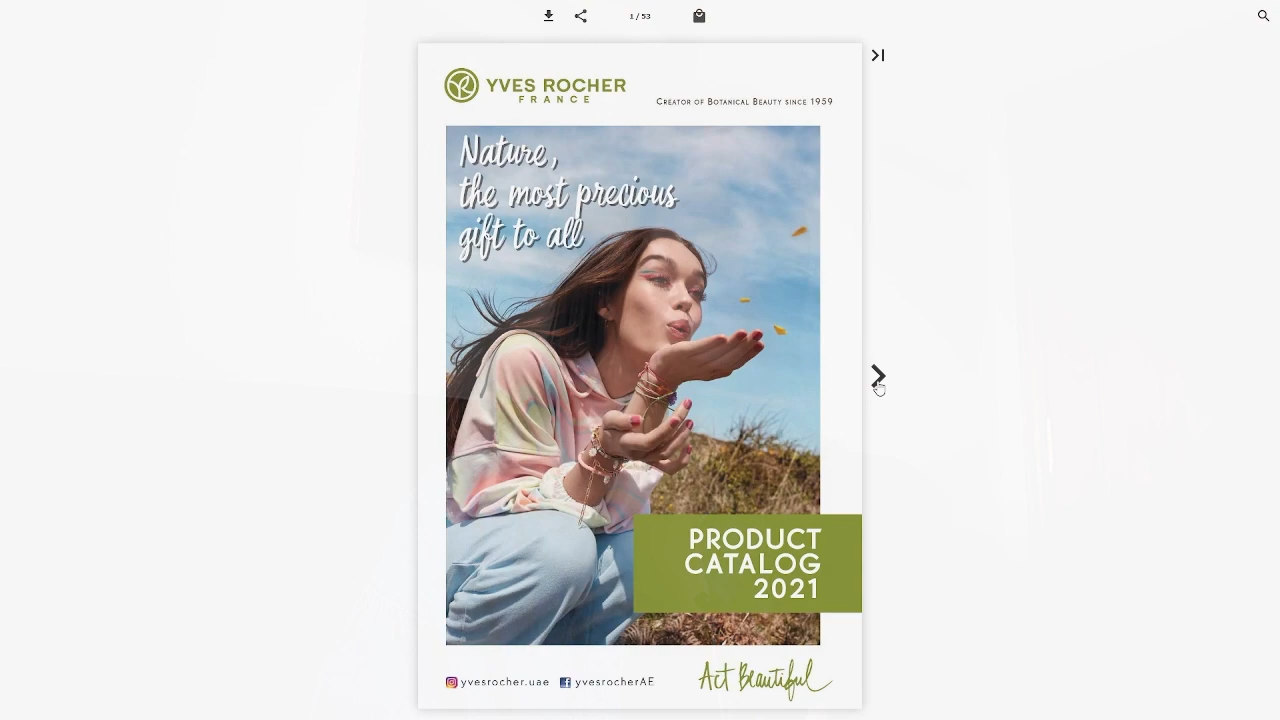 1 / 53
YVES ROCHER
FRANCE
Creator of Botanical Beauty since 1959
Nature,
the most precious
gift to all
PRODUCT
CATALOG
2021
yvesrocher.uae
yvesrocherAE
Act Beautiful